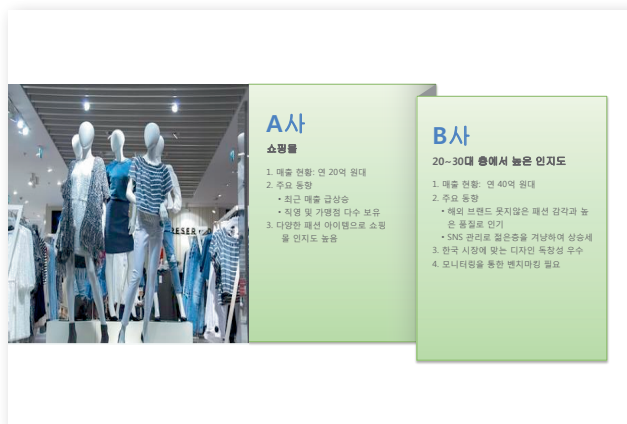 RESER
A사
쇼핑몰
1. 매출 현황: 연 20억 원대
2. 주요 동향
• 최근 매출 급상승
• 직영 및 가맹점 다수 보유
3. 다양한 패션 아이템으로 쇼핑
몰 인지도 높음
B사
20~30대 층에서 높은 인지도
1. 매출 현황: 연 40억 원대
2. 주요 동향
• 해외 브랜드 못지않은 패션 감각과 높
은 품질로 인기
• SNS 관리로 젊은층을 겨냥하여 상승세
3. 한국 시장에 맞는 디자인 독창성 우수
4. 모니터링을 통한 벤치마킹 필요